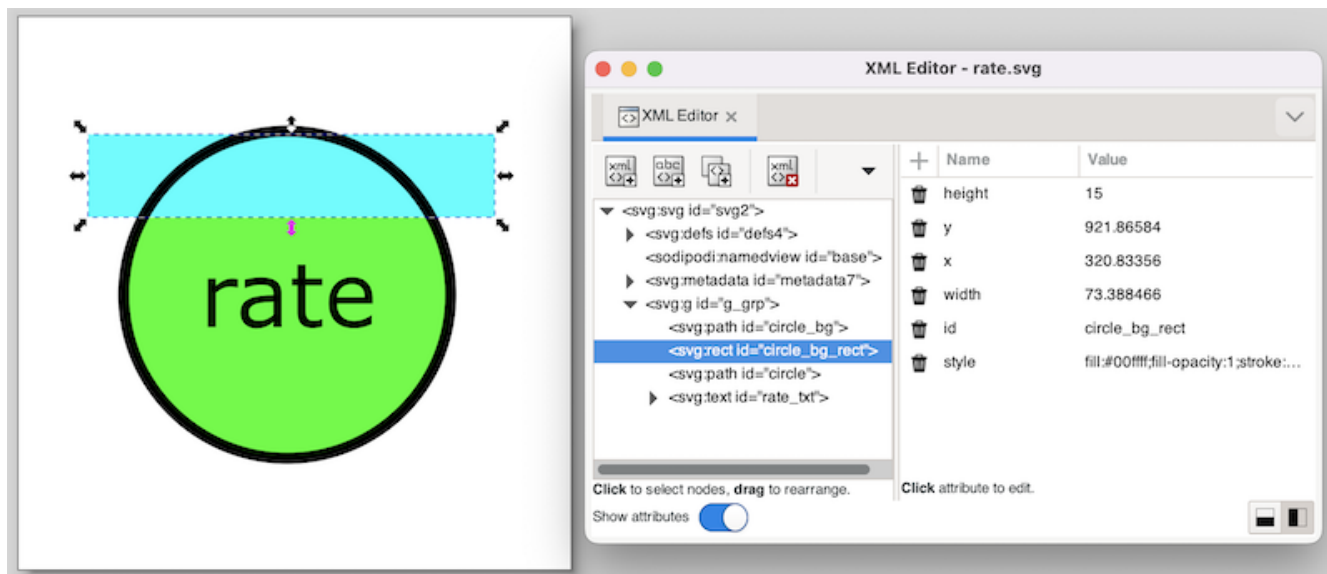 rate
XML Editor - rate.svg
XML Editor
xml
abc
xml
<svg:svg id="svg2">
<svg:defs id="defs4">
<sodipodi:namedview id="base">
<svg:metadata id="metadata7">
<svg:g id="g_grp">
<svg:path id="circle_bg">
<svg:rect id="circle_bg_rect">
<svg:path id="circle">
<svg:text id="rate_txt">
Click to select nodes, drag to rearrange.
Show attributes
Name Value
height 15
y 921.86584
x 320.83356
width 73.388466
id circle_bg_rect
style fill:#00ffff;fill-opacity:1;stroke:...
Click attribute to edit.